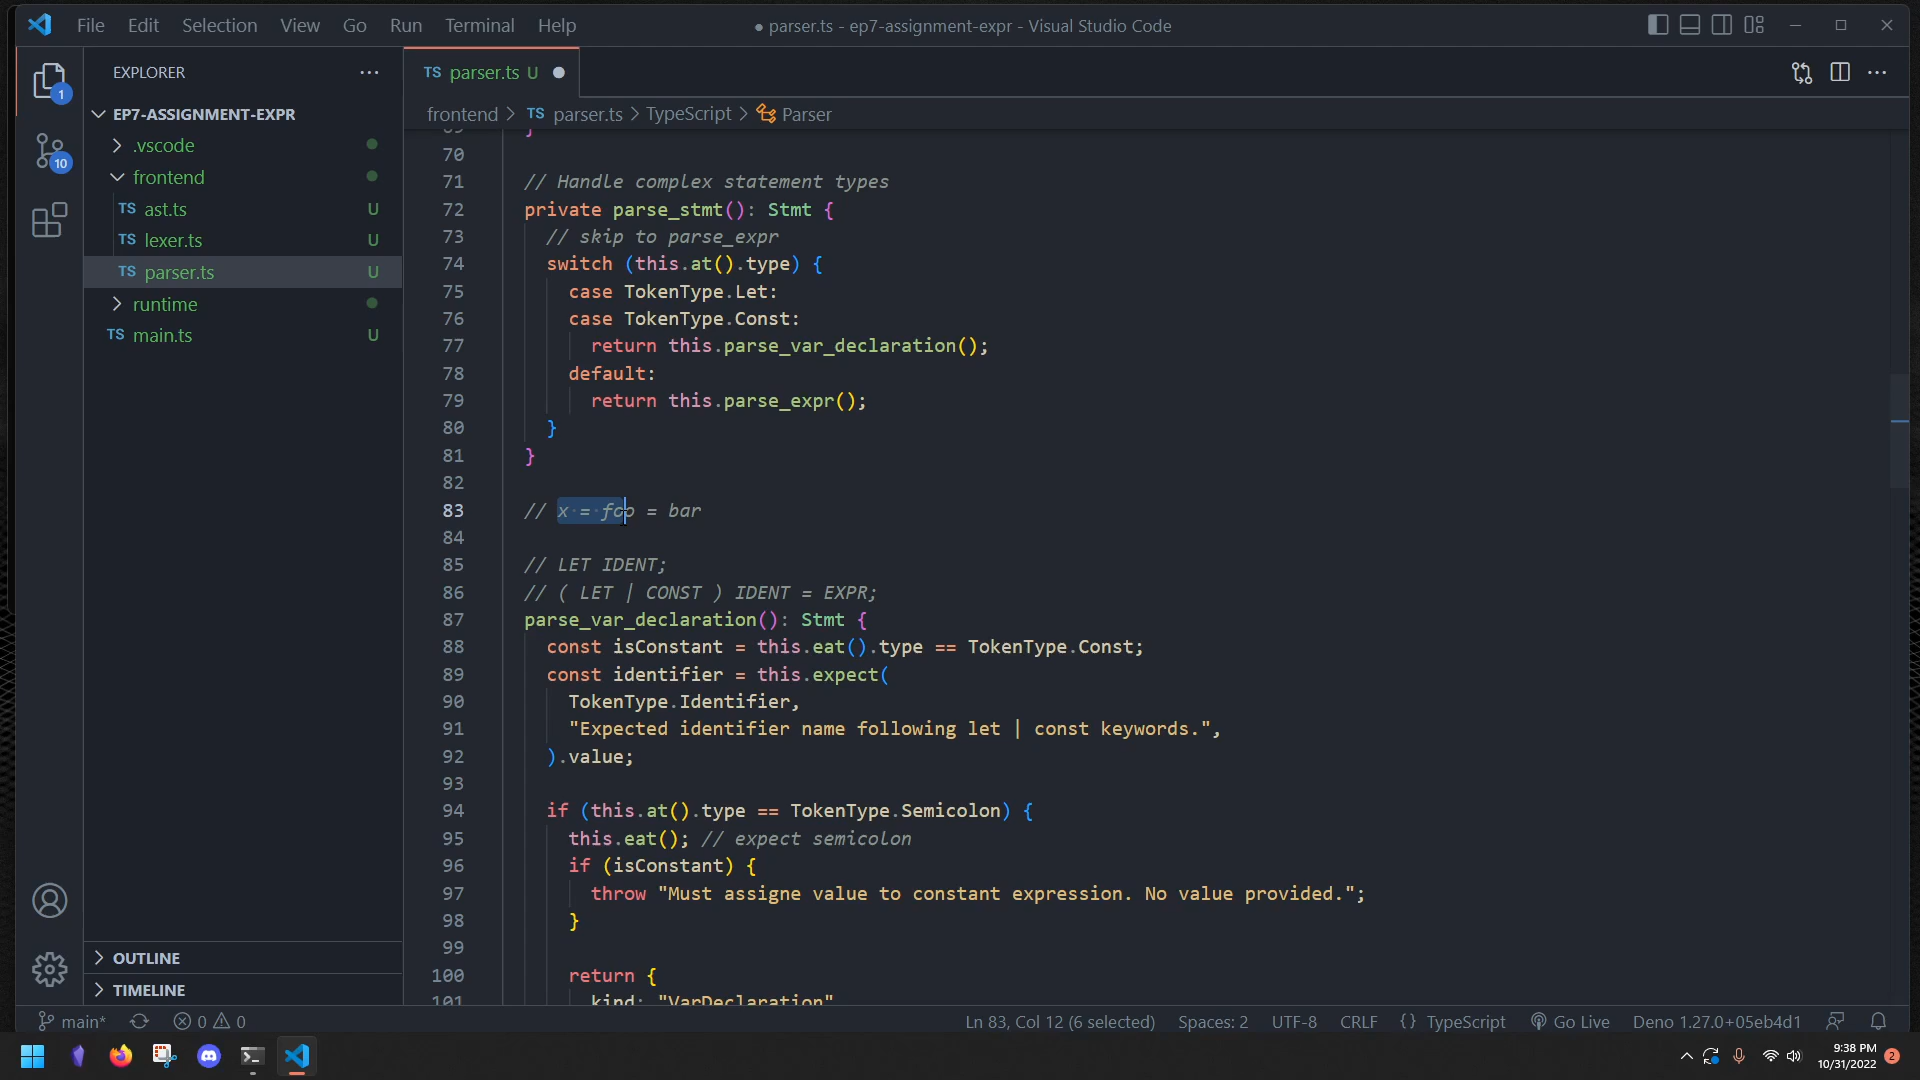 File Edit Selection View Go Run Terminal Help
● parser.ts - ep7-assignment-expr - Visual Studio Code
EXPLORER
TS parser.ts U
1
frontend > TS parser.ts > TypeScript > Parser
EP7-ASSIGNMENT-EXPR
.vscode
10
frontend
TS ast.ts U
TS lexer.ts U
TS parser.ts U
runtime
TS main.ts U
69 }
70
71 // Handle complex statement types
72 private parse_stmt(): Stmt {
73 // skip to parse_expr
74 switch (this.at().type) {
75 case TokenType.Let:
76 case TokenType.Const:
77 return this.parse_var_declaration();
78 default:
79 return this.parse_expr();
80 }
81 }
82
83 // x = foo = bar
84
85 // LET IDENT;
86 // ( LET | CONST ) IDENT = EXPR;
87 parse_var_declaration(): Stmt {
88 const isConstant = this.eat().type == TokenType.Const;
89 const identifier = this.expect(
90 TokenType.Identifier,
91 "Expected identifier name following let | const keywords.",
92 ).value;
93
94 if (this.at().type == TokenType.Semicolon) {
95 this.eat(); // expect semicolon
96 if (isConstant) {
97 throw "Must assigne value to constant expression. No value provided.";
98 }
99
100 return {
101 kind: "VarDeclaration"
OUTLINE
TIMELINE
main* 0 0
Ln 83, Col 12 (6 selected) Spaces: 2 UTF-8 CRLF {} TypeScript Go Live Deno 1.27.0+05eb4d1
9:38 PM
10/31/2022
2